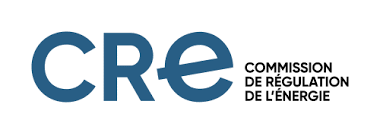 CRe
COMMISSION
DE RÉGULATION
DE L'ÉNERGIE